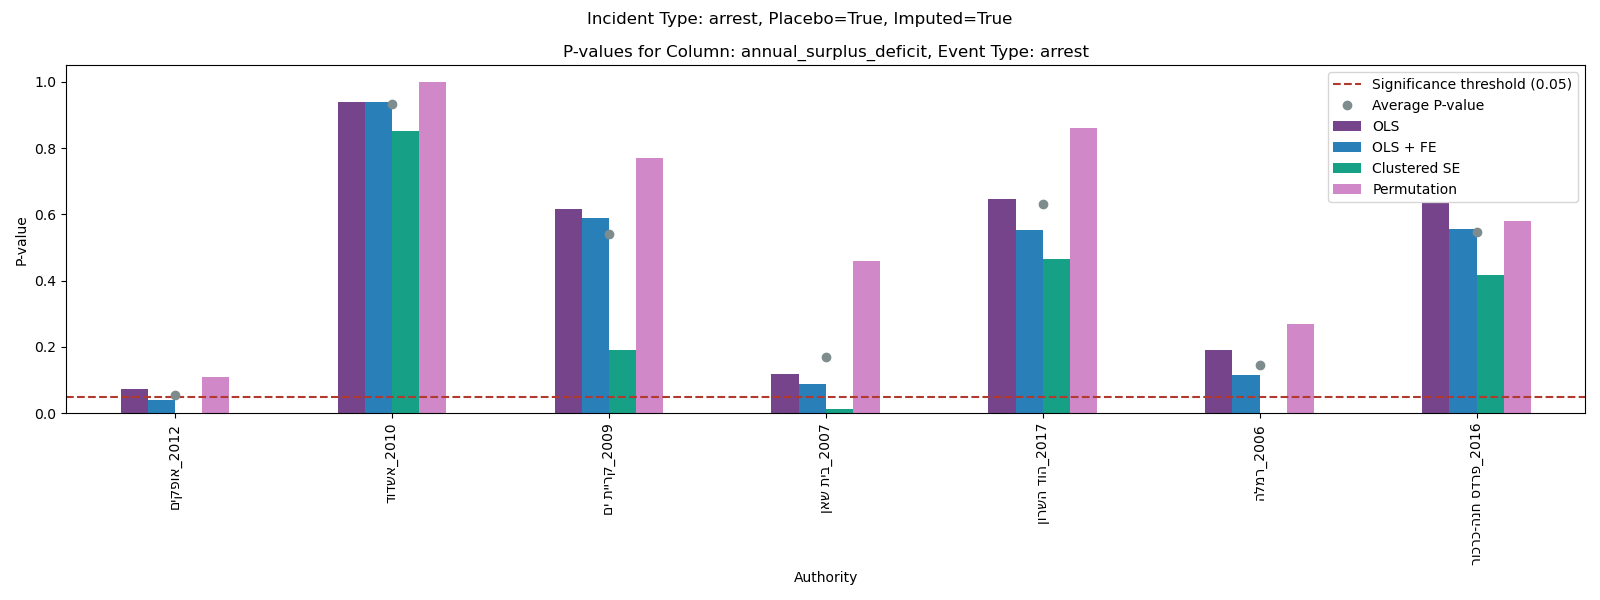 Incident Type: arrest, Placebo=True, Imputed=True
P-values for Column: annual_surplus_deficit, Event Type: arrest
Significance threshold (0.05)
Average P-value
OLS
OLS + FE
Clustered SE
Permutation
P-value
1.0
0.8
0.6
0.4
0.2
0.0
אופקים_2012
אשדוד_2010
קריית ים_2009
בית שאן_2007
הוד השרון_2017
רמלה_2006
פרדס חנה-כרכור_2016
Authority